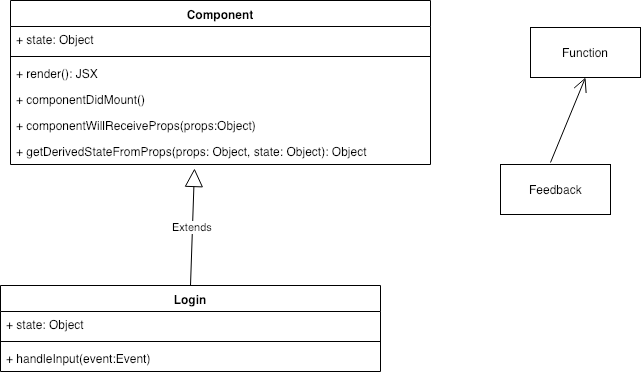 Component
+ state: Object
+ render(): JSX
+ componentDidMount()
+ componentWillReceiveProps(props:Object)
+ getDerivedStateFromProps(props: Object, state: Object): Object
Function
Feedback
Extends
Login
+ state: Object
+ handleInput(event:Event)